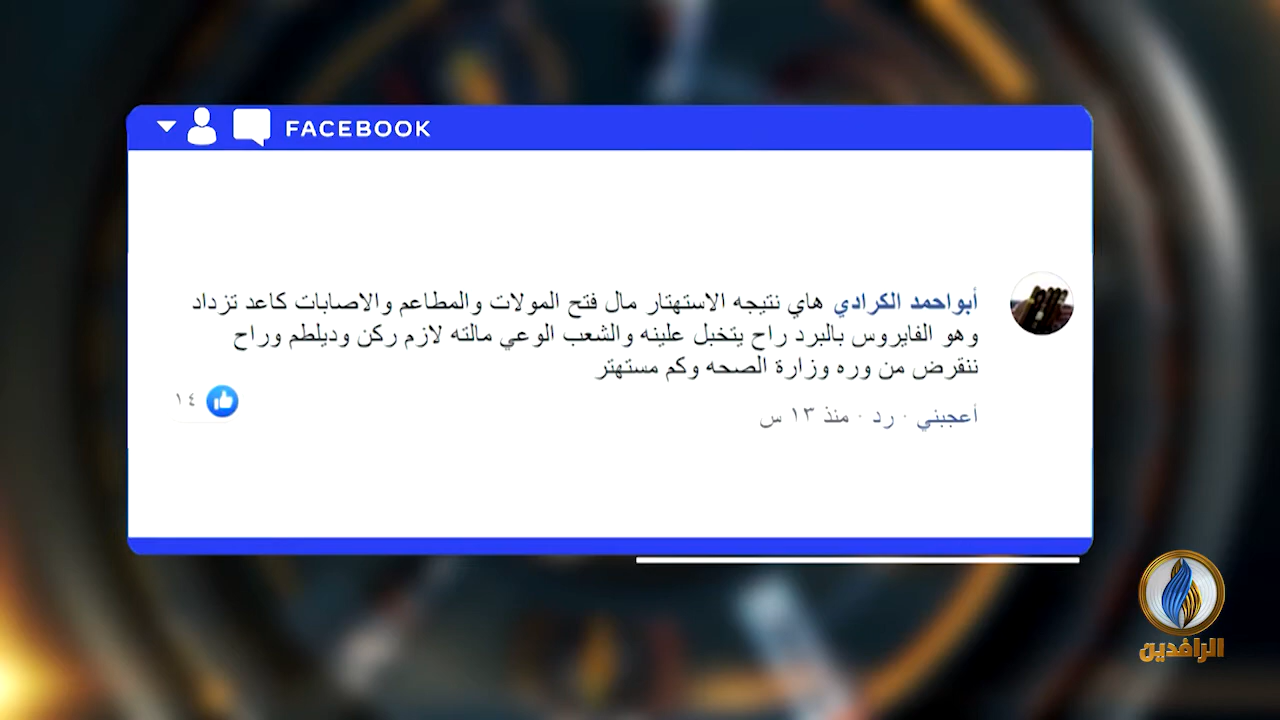 FACEBOOK
أبواحمد الكرادي هاي نتيجه الاستهتار مال فتح المولات والمطاعم والاصابات كاعد تزداد
وهو الفايروس بالبرد راح يتخبل علينه والشعب الوعي مالته لازم ركن وديلطم وراح
ننقرض من وره وزارة الصحه وكم مستهتر
١٤
أعجبني · رد · منذ ١٣ س
الرافدين